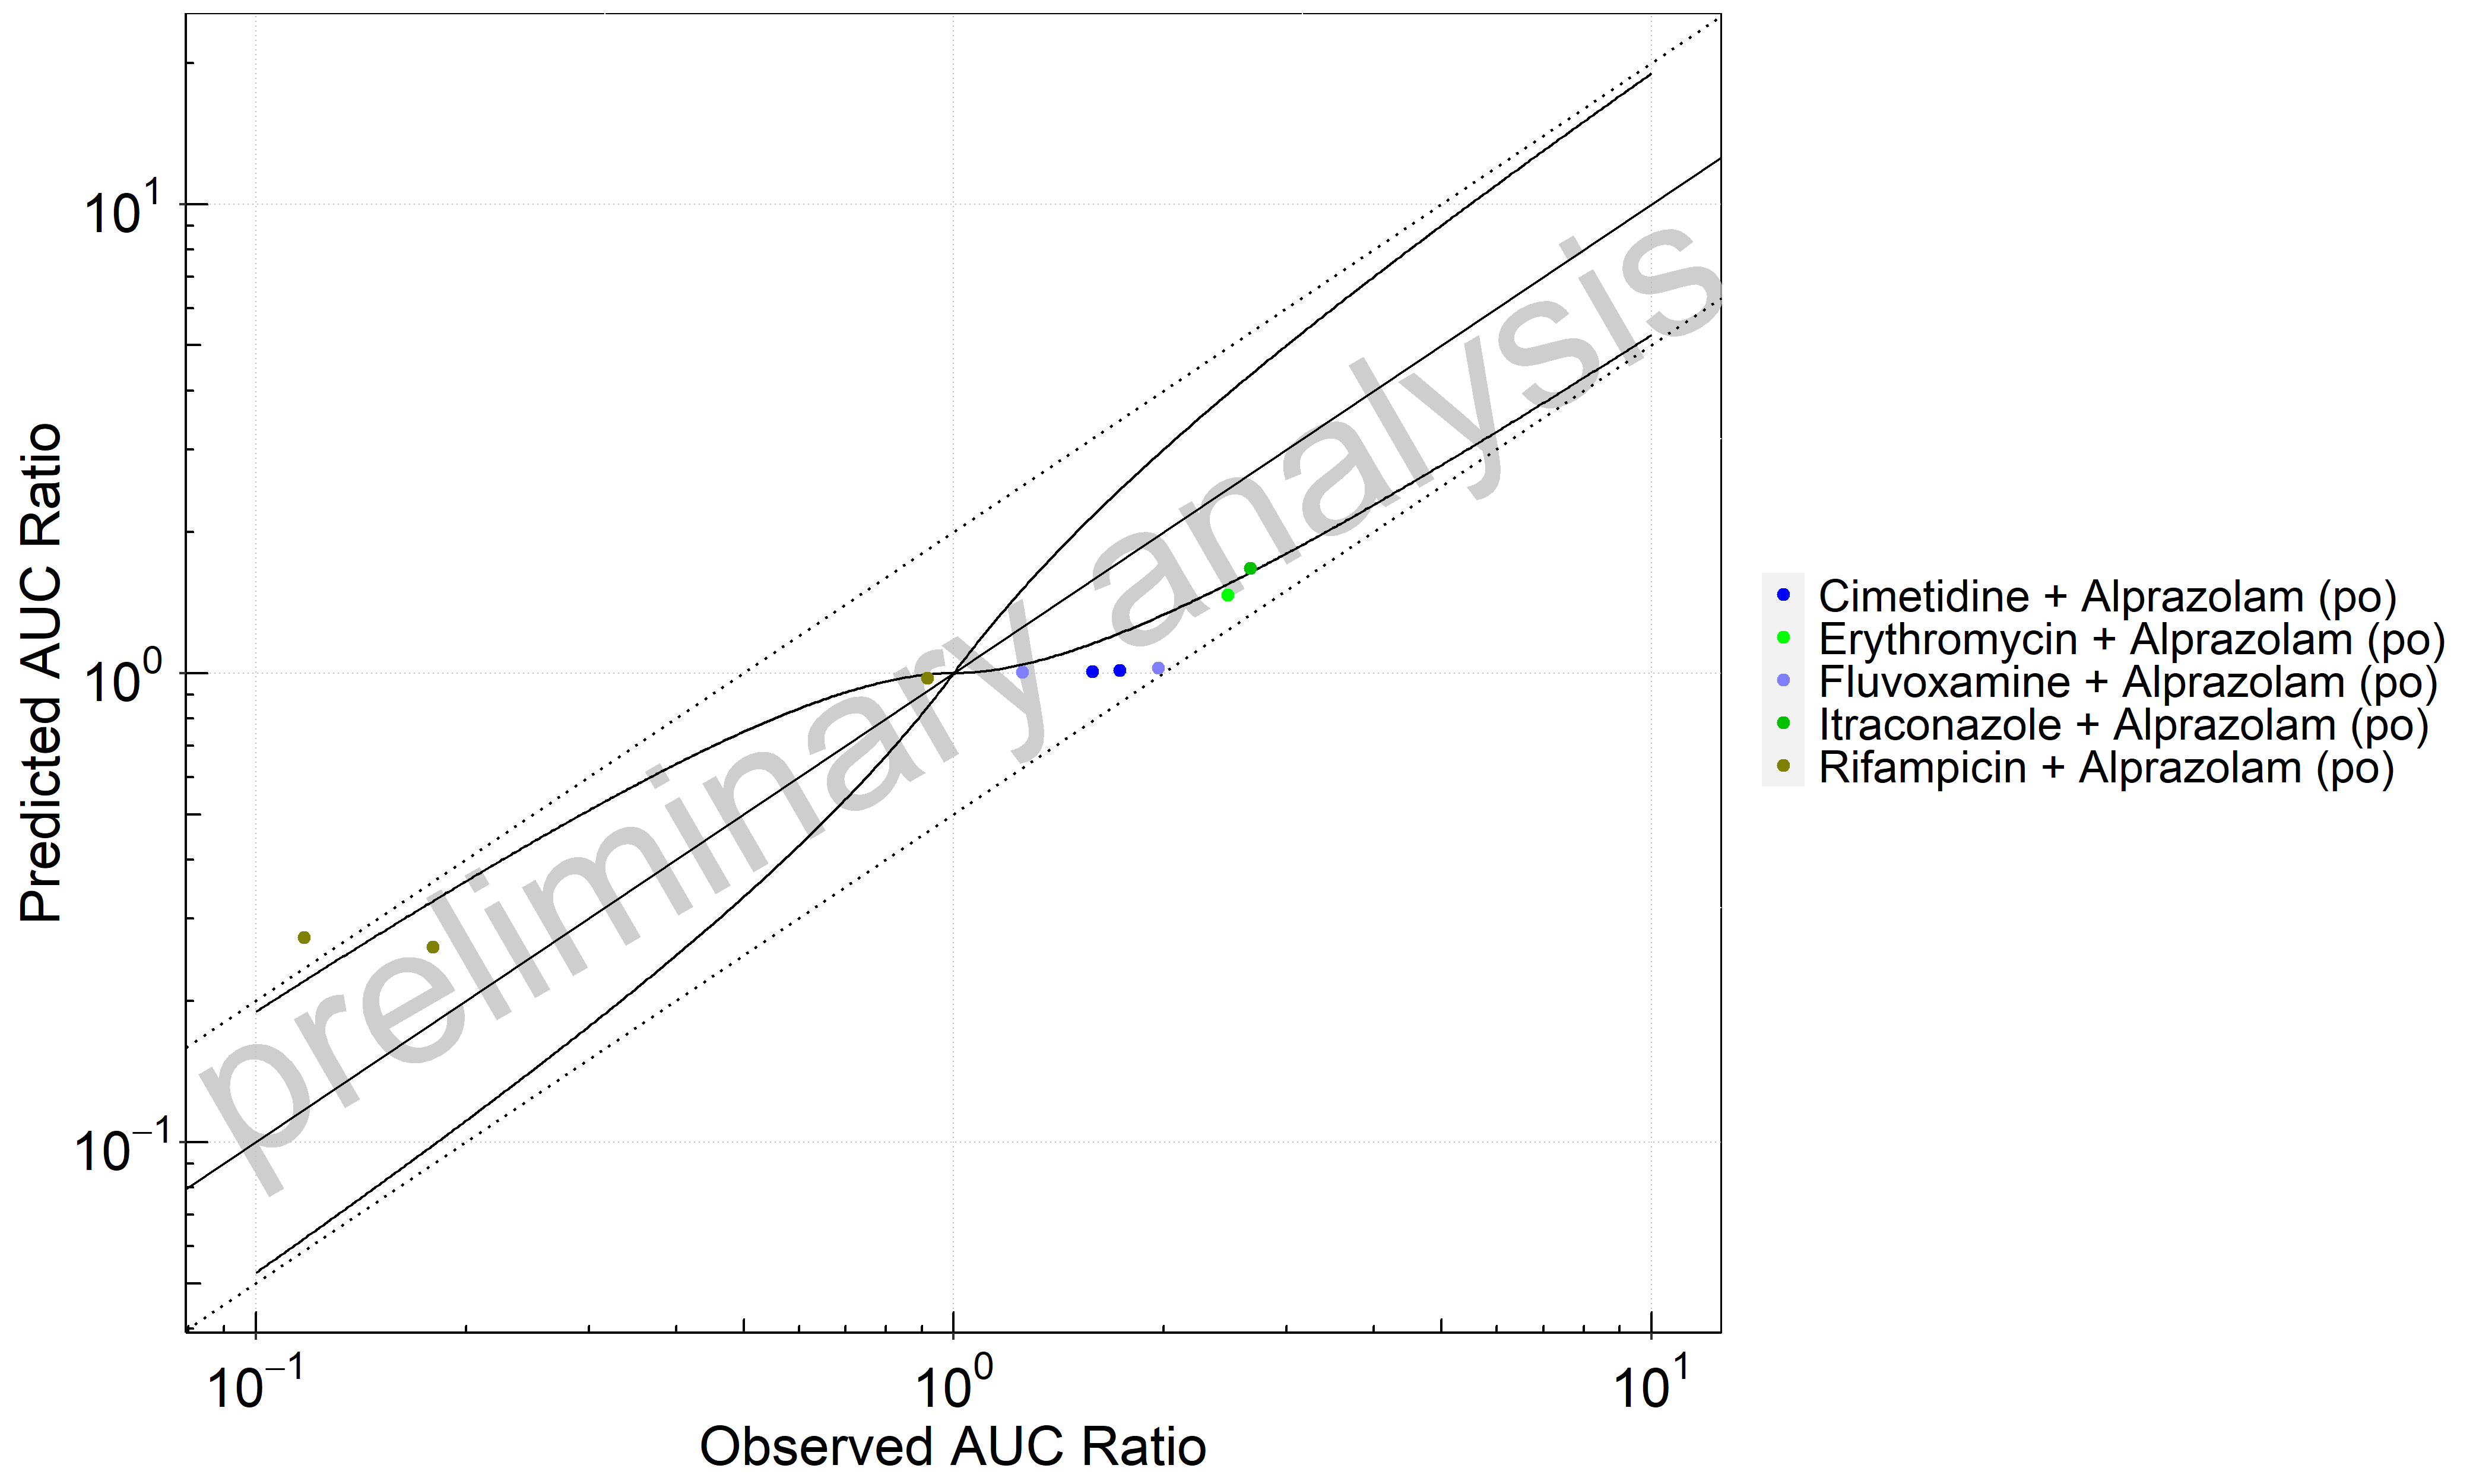 10¹
10⁰
10⁻¹
Predicted AUC Ratio
preliminary analysis
10⁻¹
10⁰
10¹
Observed AUC Ratio
Cimetidine + Alprazolam (po)
Erythromycin + Alprazolam (po)
Fluvoxamine + Alprazolam (po)
Itraconazole + Alprazolam (po)
Rifampicin + Alprazolam (po)